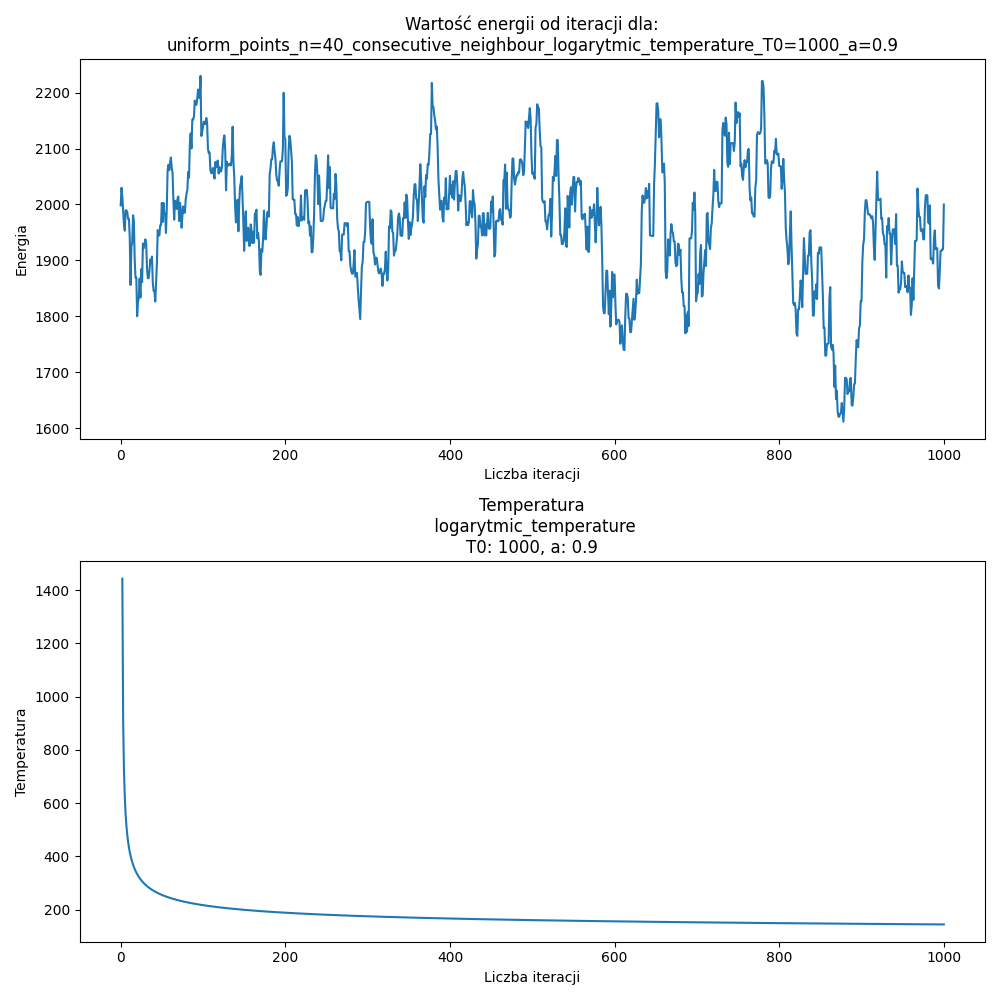 Wartość energii od iteracji dla:
uniform_points_n=40_consecutive_neighbour_logarytmic_temperature_T0=1000_a=0.9
2200
2100
2000
1900
1800
1700
1600
Energia
0 200 400 600 800 1000
Liczba iteracji
Temperatura
logarytmic_temperature
T0: 1000, a: 0.9
1400
1200
1000
800
600
400
200
Temperatura
0 200 400 600 800 1000
Liczba iteracji